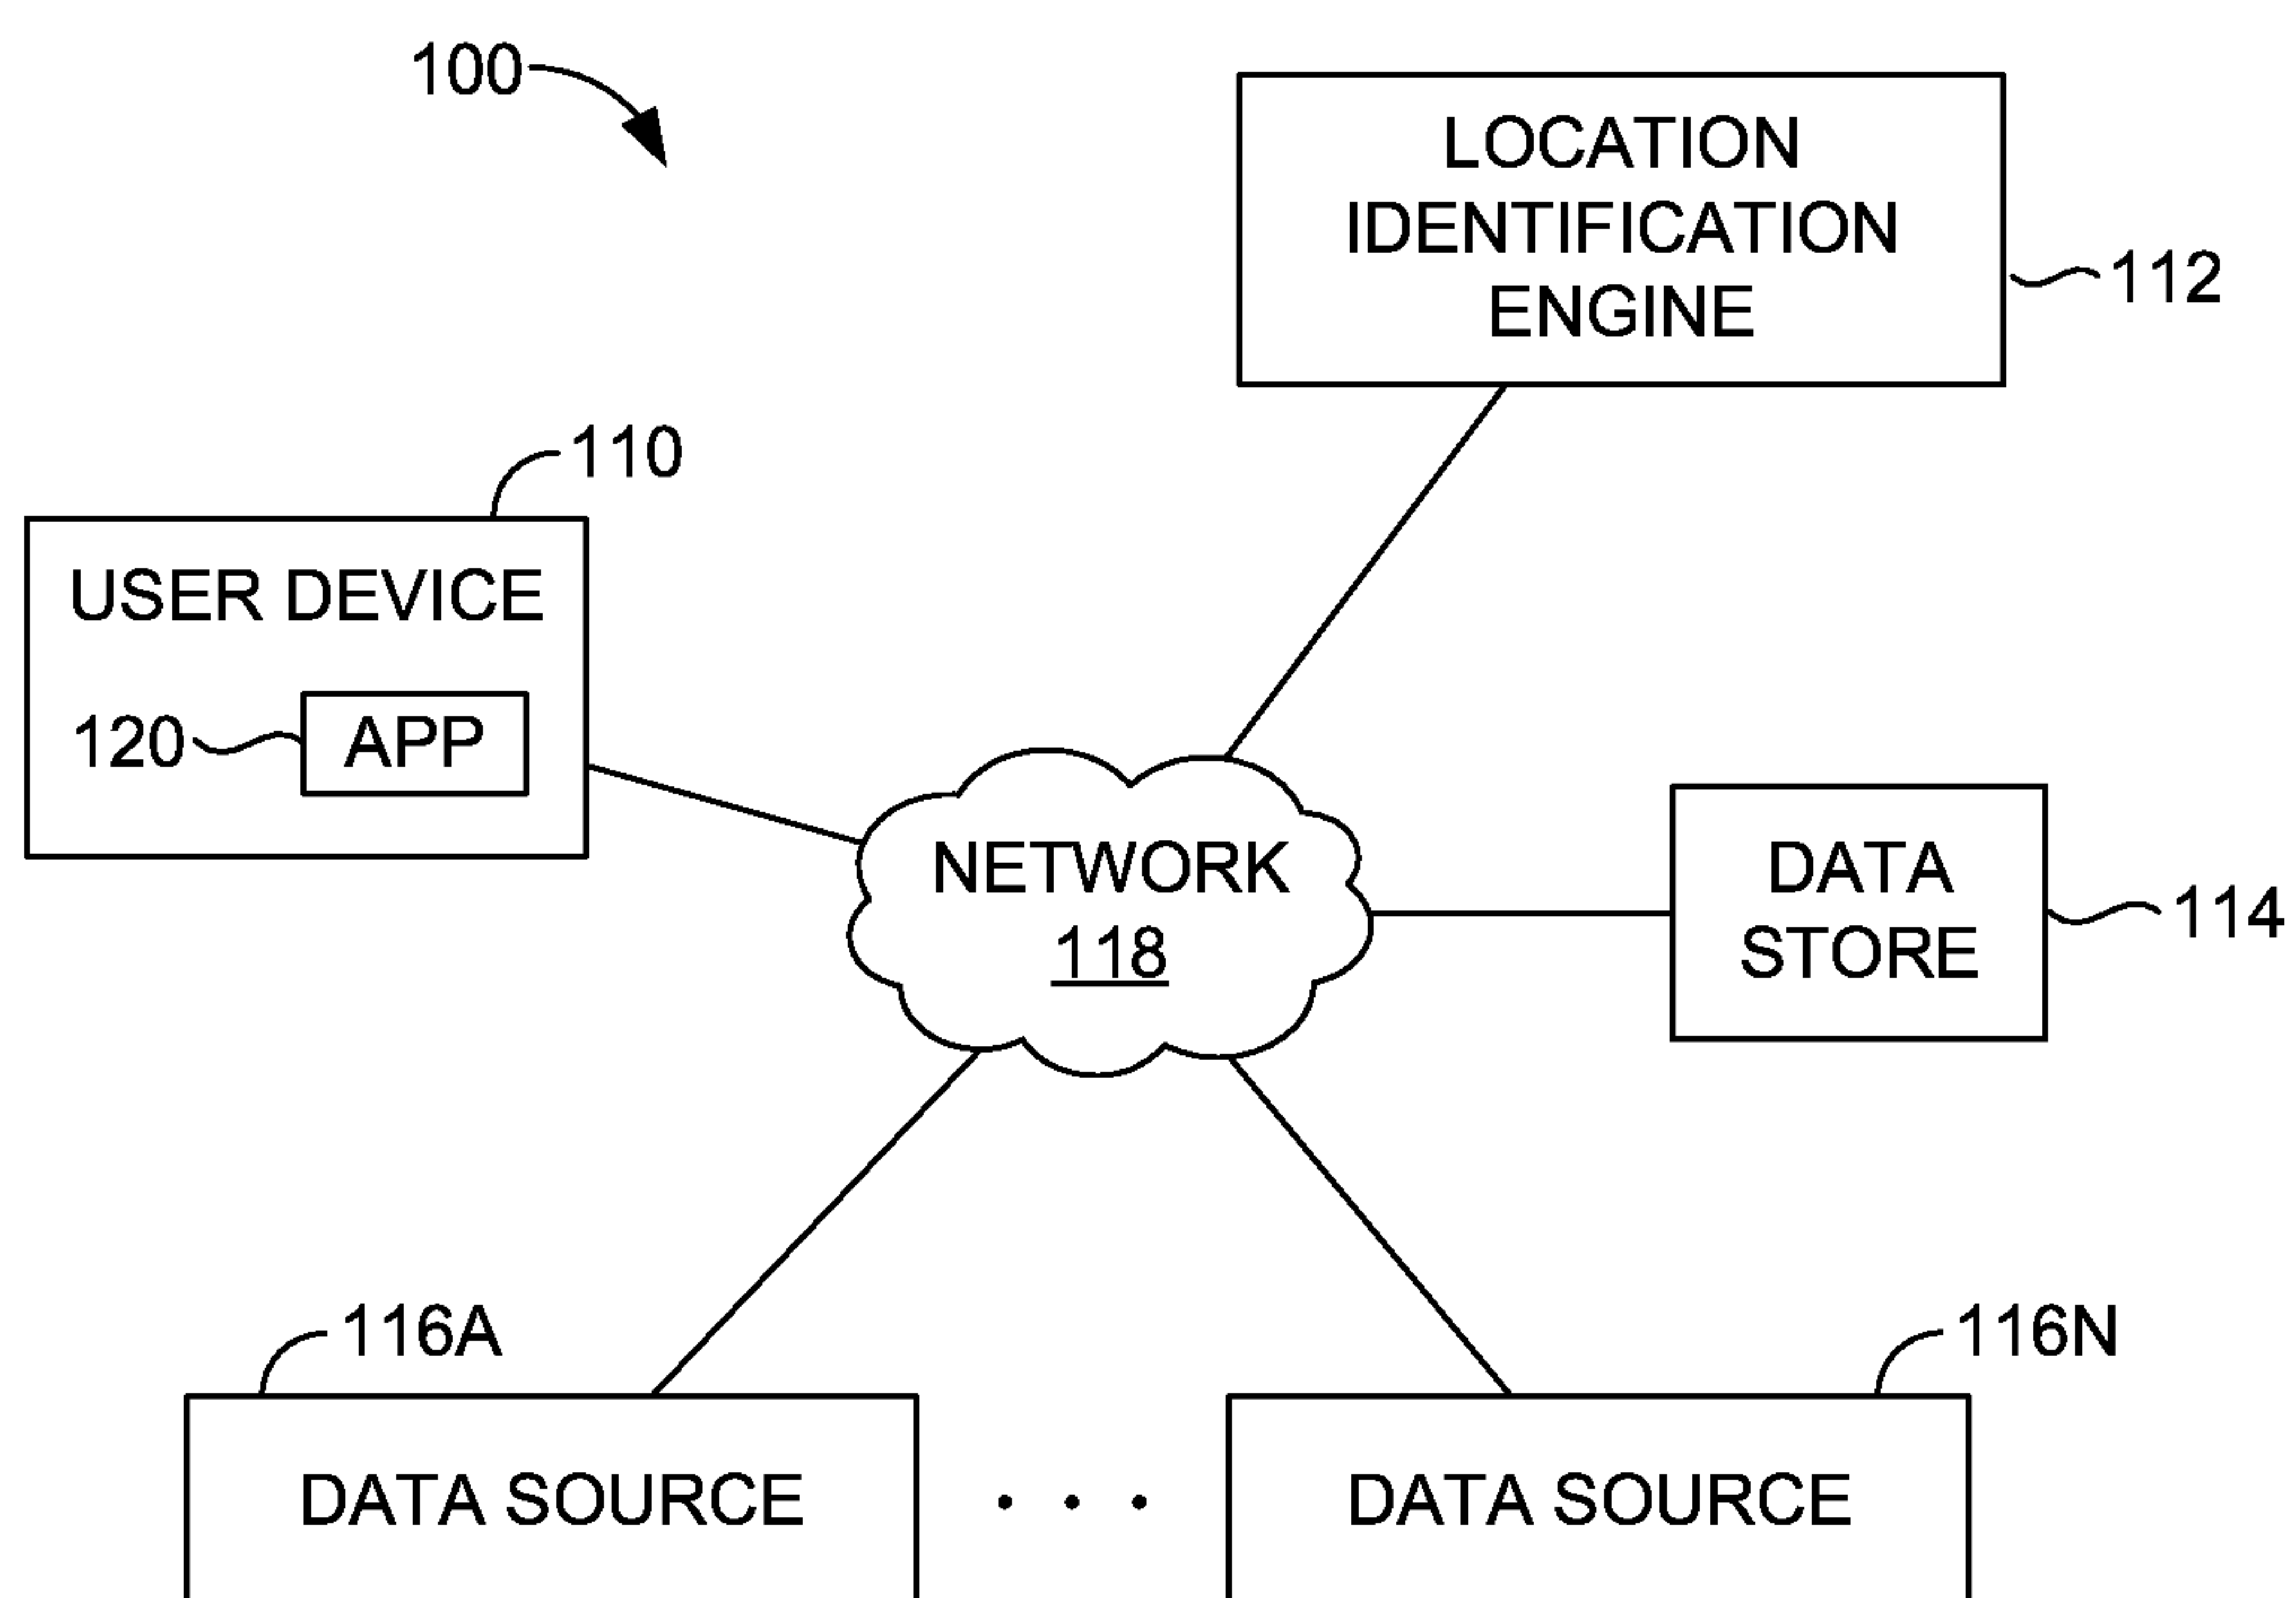 100
LOCATION
IDENTIFICATION
ENGINE
112
110
USER DEVICE
120
APP
NETWORK
118
DATA
STORE
114
116A
116N
DATA SOURCE
. . .
DATA SOURCE